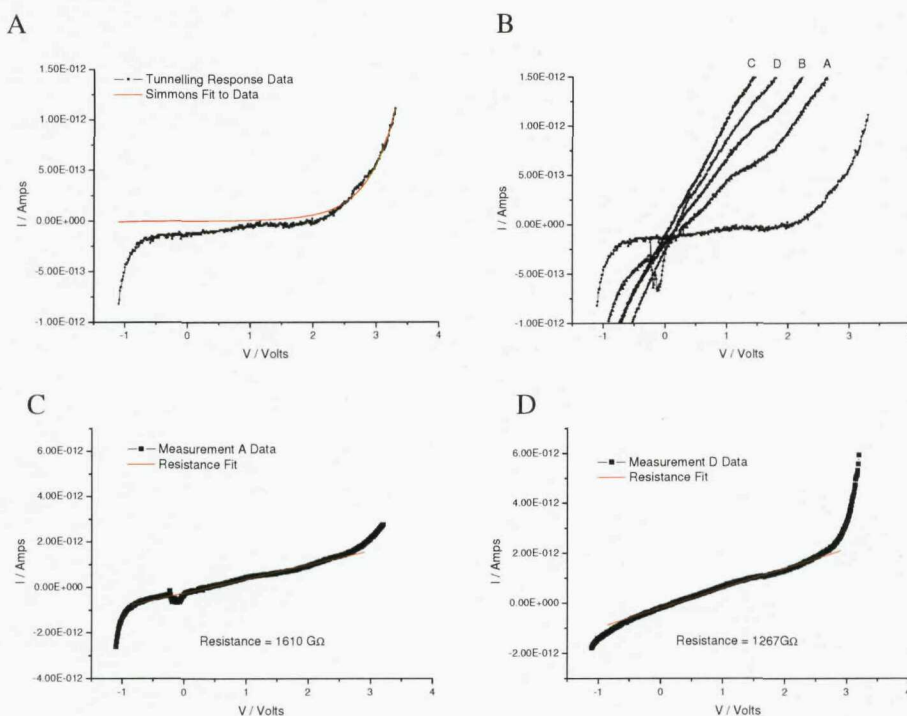 A
1.50E-012
1.00E-012
5.00E-013
0.00E+000
-5.00E-013
-1.00E-012
I / Amps
Tunnelling Response Data
Simmons Fit to Data
-1 0 1 2 3 4
V / Volts
B
1.50E-012
1.00E-012
5.00E-013
0.00E+000
-5.00E-013
-1.00E-012
I / Amps
C D B A
-1 0 1 2 3 4
V / Volts
C
6.00E-012
4.00E-012
2.00E-012
0.00E+000
-2.00E-012
-4.00E-012
I / Amps
Measurement A Data
Resistance Fit
Resistance = 1610 GΩ
-1 0 1 2 3 4
V / Volts
D
6.00E-012
4.00E-012
2.00E-012
0.00E+000
-2.00E-012
I / Amps
Measurement D Data
Resistance Fit
Resistance = 1267GΩ
-1 0 1 2 3 4
V / Volts